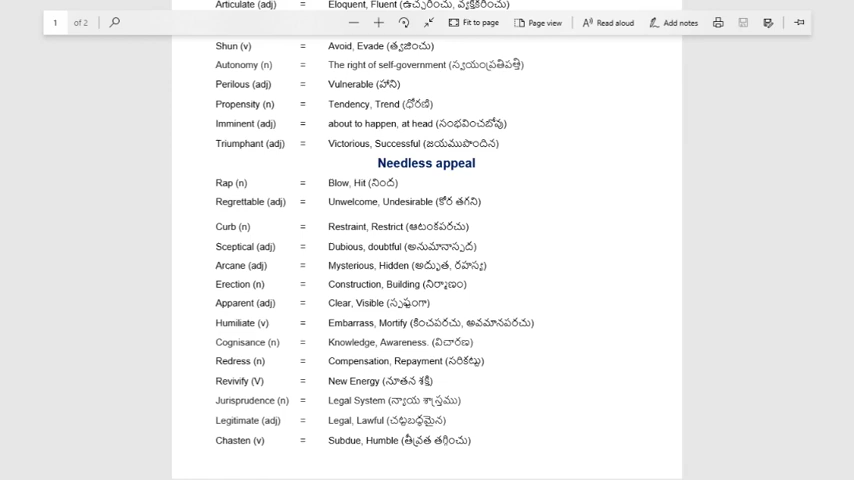 Articulate (adj) = Eloquent, Fluent (ఉచ్చరించు, వ్యక్తీకరించు)
1 of 2 Fit to page Page view Read aloud Add notes
Shun (v) = Avoid, Evade (త్యజించు)
Autonomy (n) = The right of self-government (స్వయంప్రతిపత్తి)
Perilous (adj) = Vulnerable (హాని)
Propensity (n) = Tendency, Trend (ధోరణి)
Imminent (adj) = about to happen, at head (సంభవించబోవు)
Triumphant (adj) = Victorious, Successful (జయముపొందిన)
Needless appeal
Rap (n) = Blow, Hit (నింద)
Regrettable (adj) = Unwelcome, Undesirable (కోర తగని)
Curb (n) = Restraint, Restrict (ఆటంకపరచు)
Sceptical (adj) = Dubious, doubtful (అనుమానాస్పద)
Arcane (adj) = Mysterious, Hidden (అద్భుత, రహస్య)
Erection (n) = Construction, Building (నిర్మాణం)
Apparent (adj) = Clear, Visible (స్పష్టంగా)
Humiliate (v) = Embarrass, Mortify (కించపరచు, అవమానపరచు)
Cognisance (n) = Knowledge, Awareness. (విచారణ)
Redress (n) = Compensation, Repayment (సరికట్టు)
Revivify (V) = New Energy (నూతన శక్తి)
Jurisprudence (n) = Legal System (న్యాయ శాస్త్రము)
Legitimate (adj) = Legal, Lawful (చట్టబద్ధమైన)
Chasten (v) = Subdue, Humble (తీవ్రత తగ్గించు)